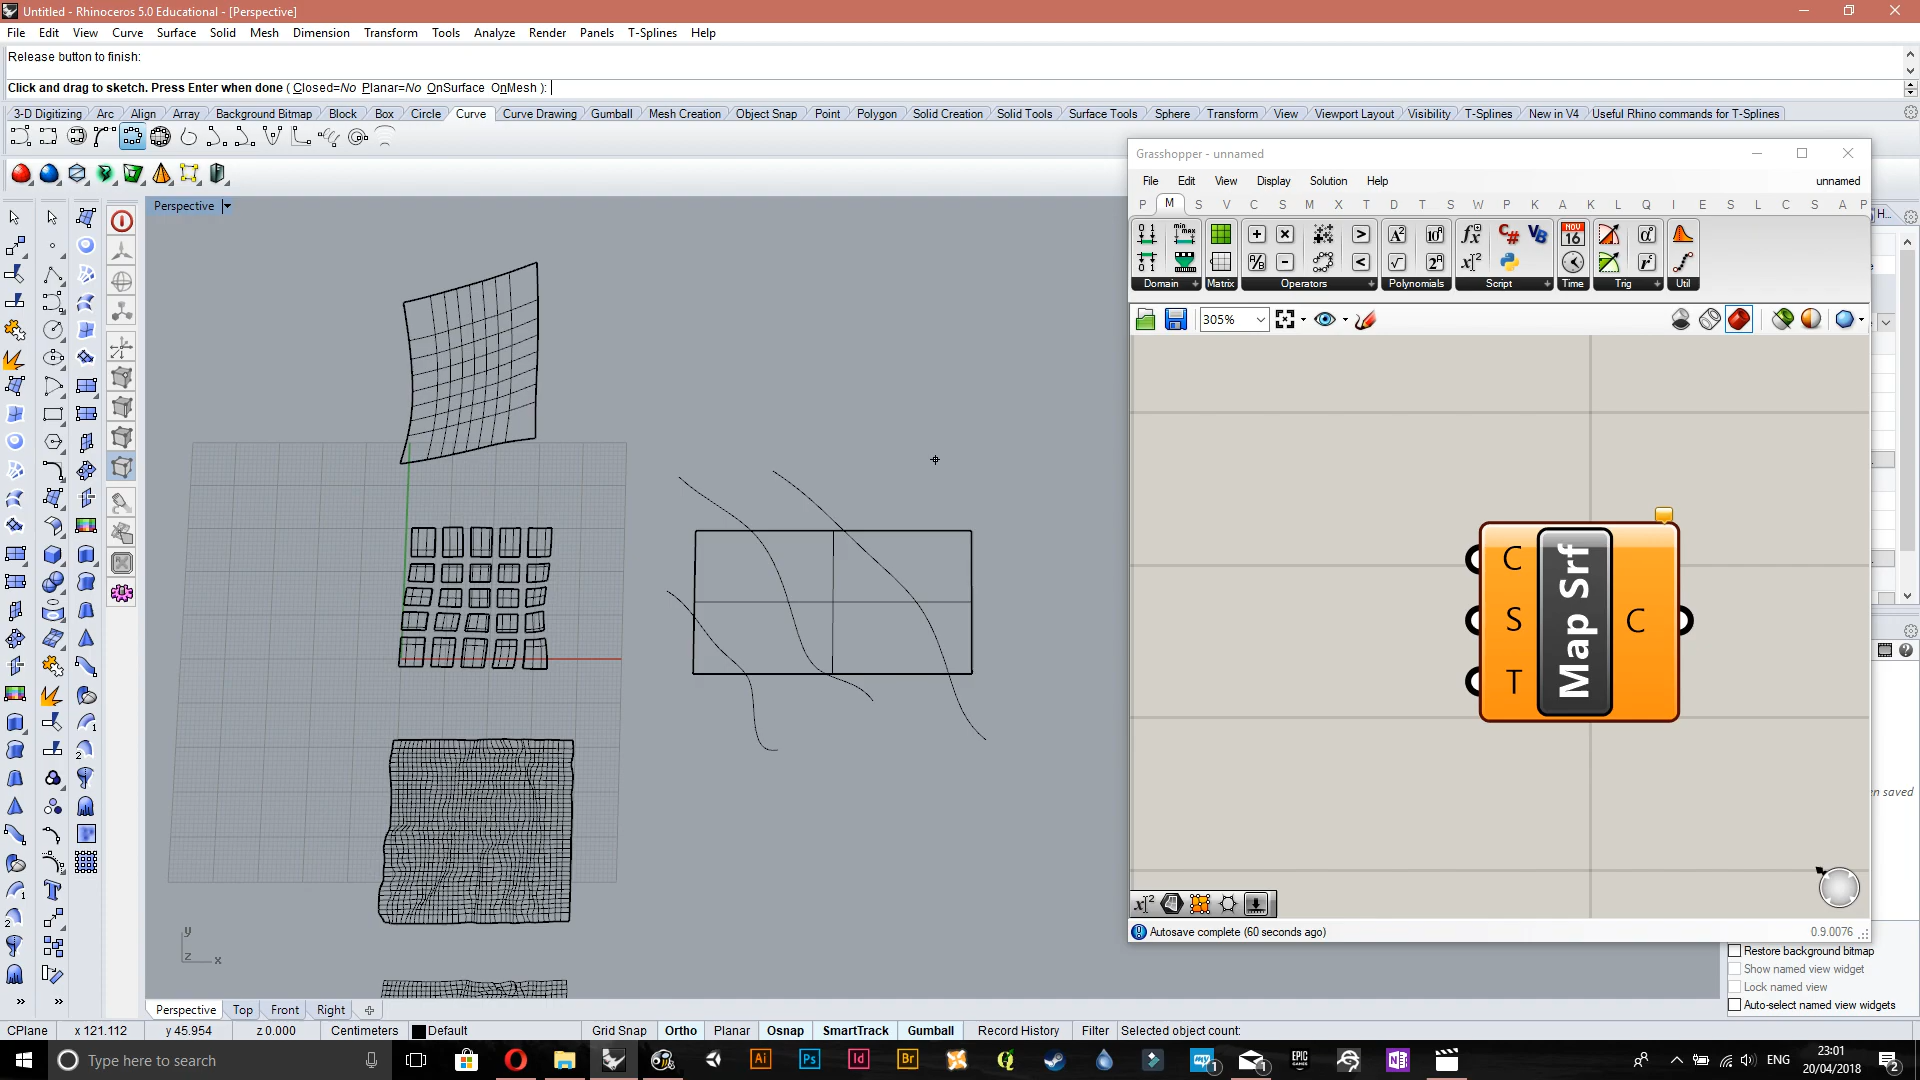 Untitled - Rhinoceros 5.0 Educational - [Perspective]
File Edit View Curve Surface Solid Mesh Dimension Transform Tools Analyze Render Panels T-Splines Help
Release button to finish:
Click and drag to sketch. Press Enter when done ( Closed=No Planar=No OnSurface OnMesh ):
3-D Digitizing Arc Align Array Background Bitmap Block Box Circle Curve Curve Drawing Gumball Mesh Creation Object Snap Point Polygon Solid Creation Solid Tools Surface Tools Sphere Transform View Viewport Layout Visibility T-Splines New in V4 Useful Rhino commands for T-Splines
Perspective
Grasshopper - unnamed
File Edit View Display Solution Help unnamed
P M S V C S M X T D T S W P K A K L Q I E S L C S A P
Domain Matrix Operators Polynomials Script Time Trig Util
305%
C
S
T
Map Srf
C
y
z x
Autosave complete (60 seconds ago) 0.9.0076
n saved
Restore background bitmap
Show named view widget
Lock named view
Auto-select named view widgets
Perspective Top Front Right
CPlane x 121.112 y 45.954 z 0.000 Centimeters Default Grid Snap Ortho Planar Osnap SmartTrack Gumball Record History Filter Selected object count:
Type here to search
ENG
23:01
20/04/2018